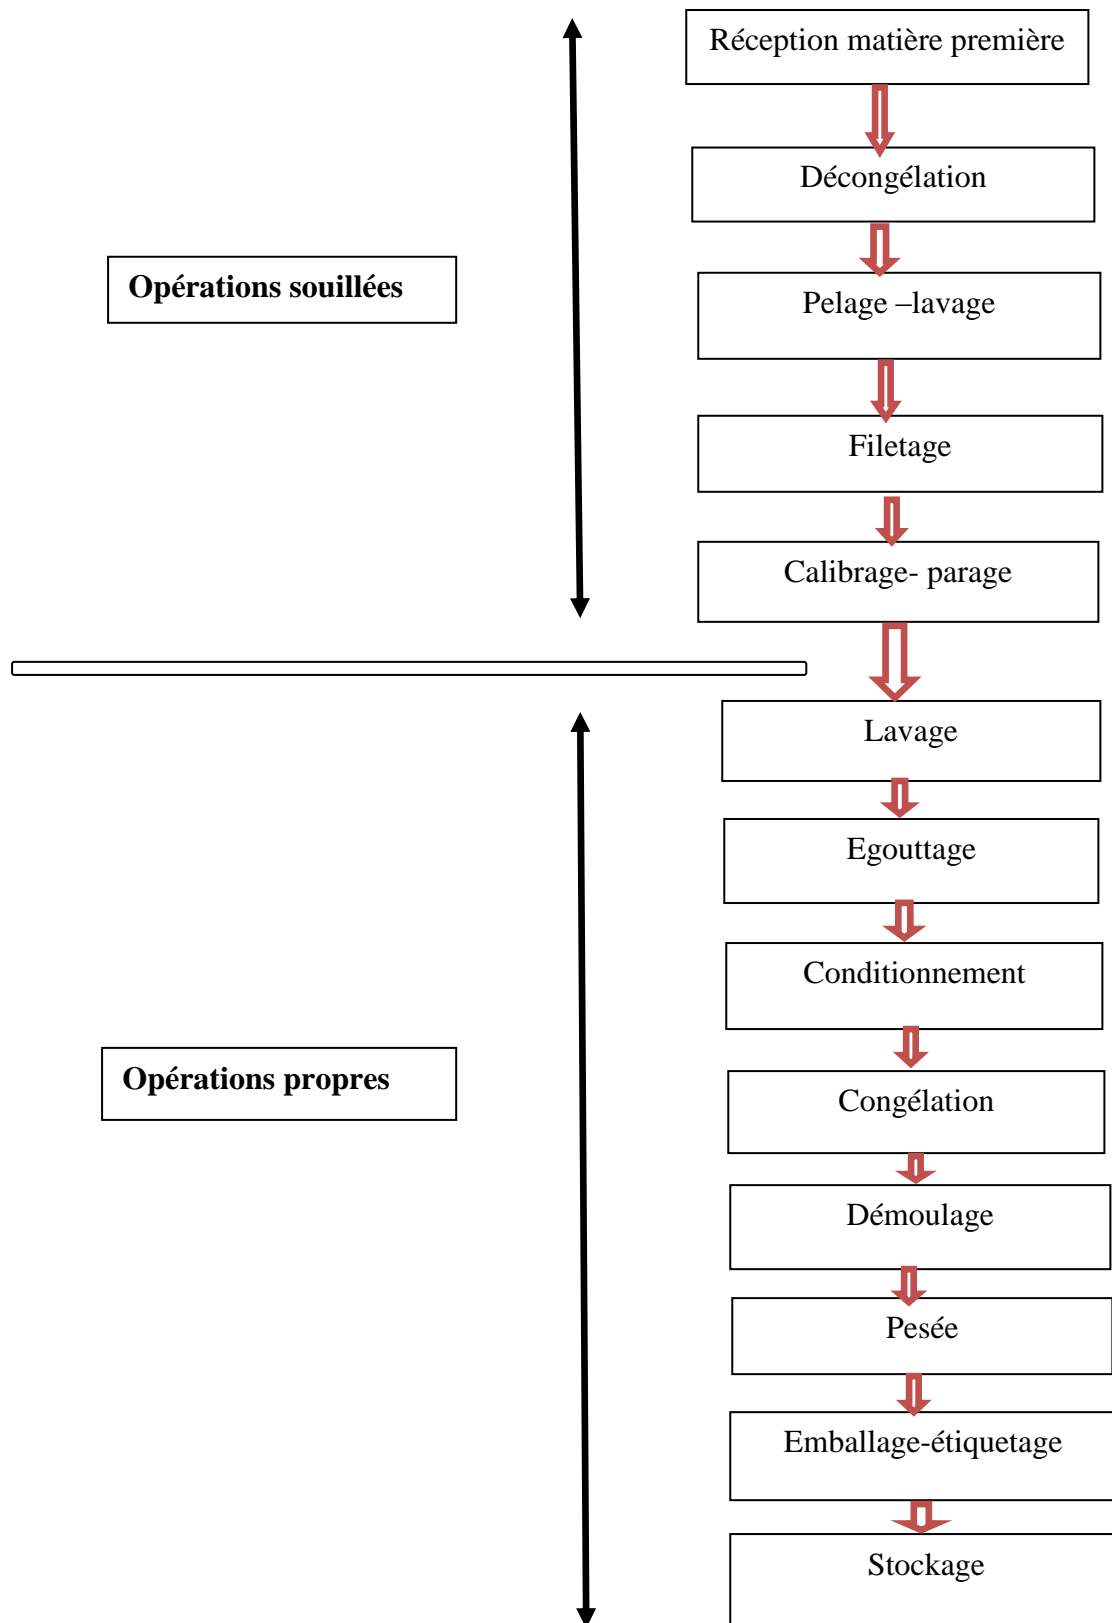 Réception matière première
Décongélation
Opérations souillées
Pelage –lavage
Filetage
Calibrage- parage
Lavage
Egouttage
Conditionnement
Opérations propres
Congélation
Démoulage
Pesée
Emballage-étiquetage
Stockage